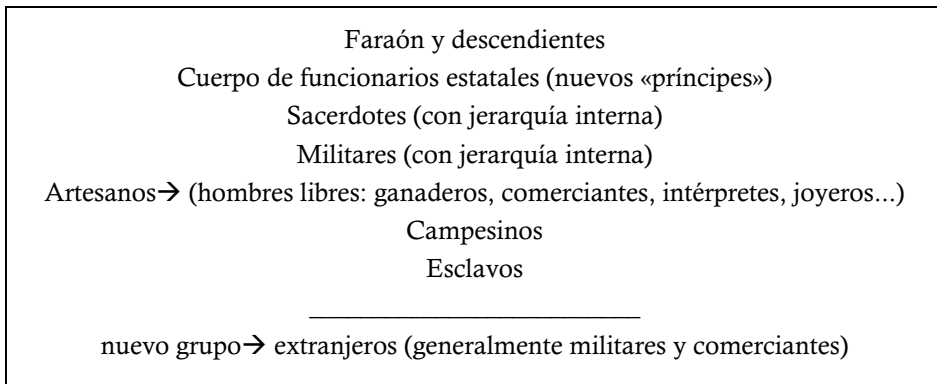 Faraón y descendientes
Cuerpo de funcionarios estatales (nuevos «príncipes»)
Sacerdotes (con jerarquía interna)
Militares (con jerarquía interna)
Artesanos→ (hombres libres: ganaderos, comerciantes, intérpretes, joyeros...)
Campesinos
Esclavos
nuevo grupo→ extranjeros (generalmente militares y comerciantes)